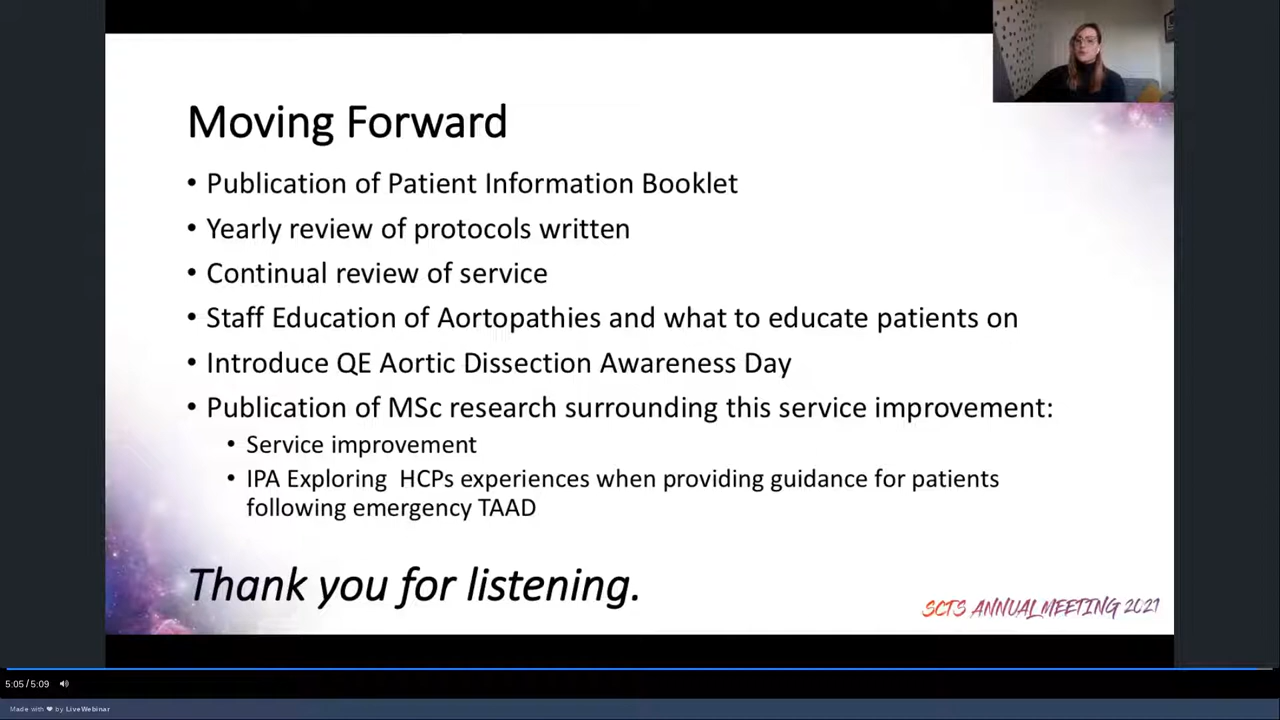 Moving Forward
• Publication of Patient Information Booklet
• Yearly review of protocols written
• Continual review of service
• Staff Education of Aortopathies and what to educate patients on
• Introduce QE Aortic Dissection Awareness Day
• Publication of MSc research surrounding this service improvement:
• Service improvement
• IPA Exploring  HCPs experiences when providing guidance for patients
following emergency TAAD
Thank you for listening.
SCTS ANNUAL MEETING 2021
5:05 / 5:09
Made with ❤ by LiveWebinar